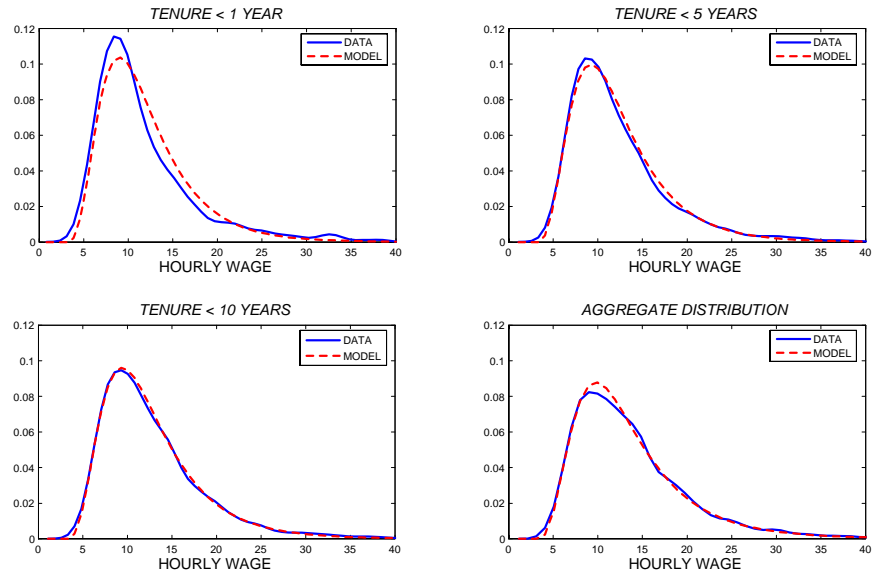 TENURE < 1 YEAR
0.12
0.1
0.08
0.06
0.04
0.02
0
0 5 10 15 20 25 30 35 40
HOURLY WAGE
DATA
MODEL
TENURE < 5 YEARS
0.12
0.1
0.08
0.06
0.04
0.02
0
0 5 10 15 20 25 30 35 40
HOURLY WAGE
DATA
MODEL
TENURE < 10 YEARS
0.12
0.1
0.08
0.06
0.04
0.02
0
0 5 10 15 20 25 30 35 40
HOURLY WAGE
DATA
MODEL
AGGREGATE DISTRIBUTION
0.12
0.1
0.08
0.06
0.04
0.02
0
0 5 10 15 20 25 30 35 40
HOURLY WAGE
DATA
MODEL